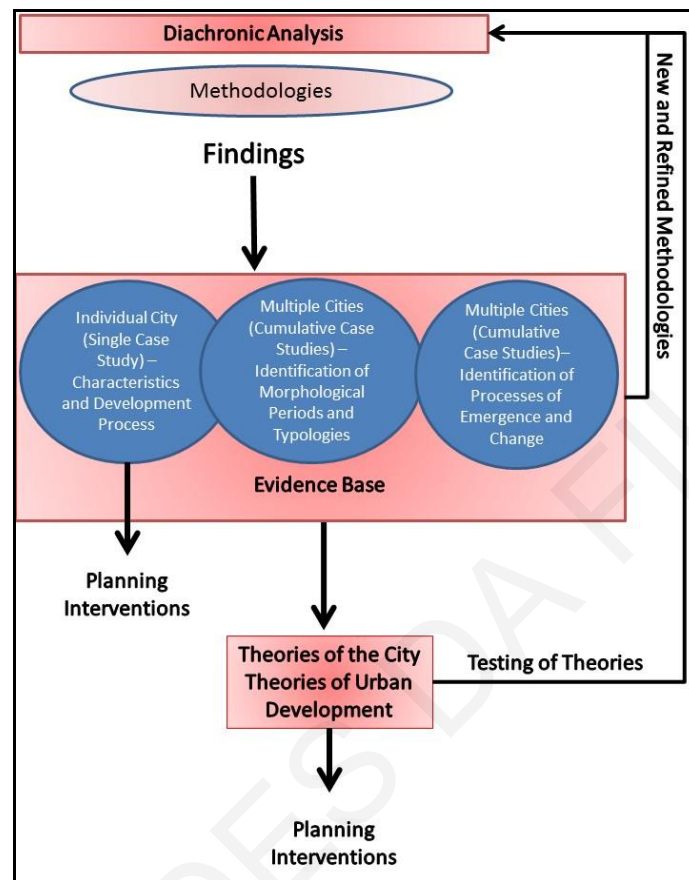 Diachronic Analysis
Methodologies
Findings
New and Refined Methodologies
Individual City
(Single Case
Study) –
Characteristics
and Development
Process
Multiple Cities
(Cumulative Case
Studies) –
Identification of
Morphological
Periods and
Typologies
Multiple Cities
(Cumulative
Case Studies)–
Identification of
Processes of
Emergence and
Change
Evidence Base
Planning
Interventions
Theories of the City
Theories of Urban
Development
Testing of Theories
Planning
Interventions